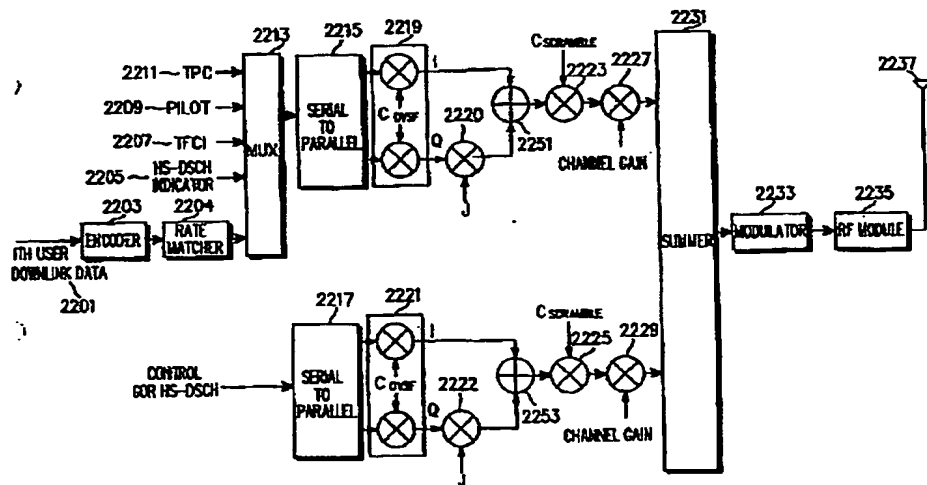 2231
2213
2215
2219
C SCRAMBLE
2223
2227
2237
2211 TPC
I
2209 PILOT
SERIAL TO PARALLEL
C OVSF
2220
2207 TFCI
MUX
Q
2251
2205 HS-DSCH INDICATOR
CHANNEL GAIN
J
2203
2204
2233
2235
ENCODER
RATE MATCHER
SUMMER
MODULATOR
RF MODULE
1TH USER DOWNLINK DATA
2201
2217
2221
C SCRAMBLE
2225
2229
I
CONTROL GOR HS-DSCH
SERIAL TO PARALLEL
C OVSF
2222
Q
2253
CHANNEL GAIN
J